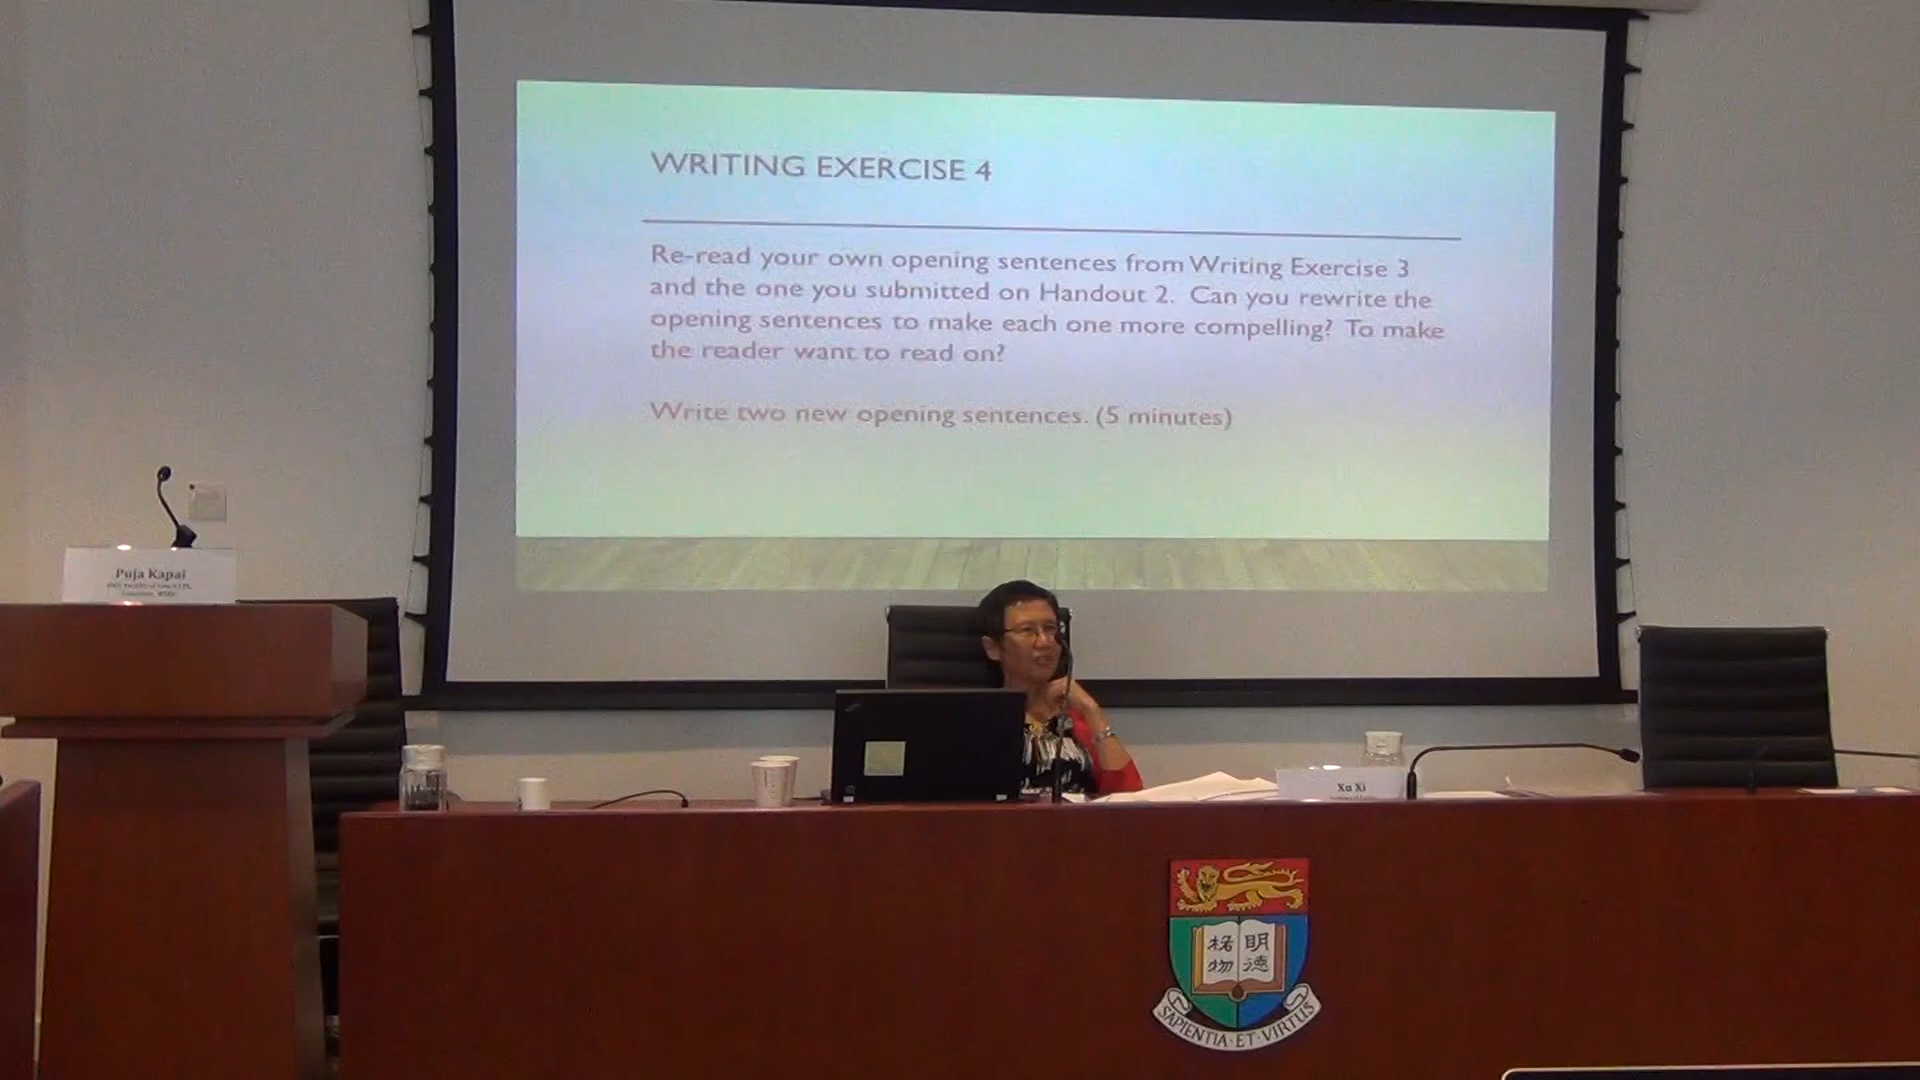 WRITING EXERCISE 4
Re-read your own opening sentences from Writing Exercise 3
and the one you submitted on Handout 2. Can you rewrite the
opening sentences to make each one more compelling? To make
the reader want to read on?
Write two new opening sentences. (5 minutes)
Puja Kapai
Xu Xi
格物
明德
SAPIENTIA·ET·VIRTUS